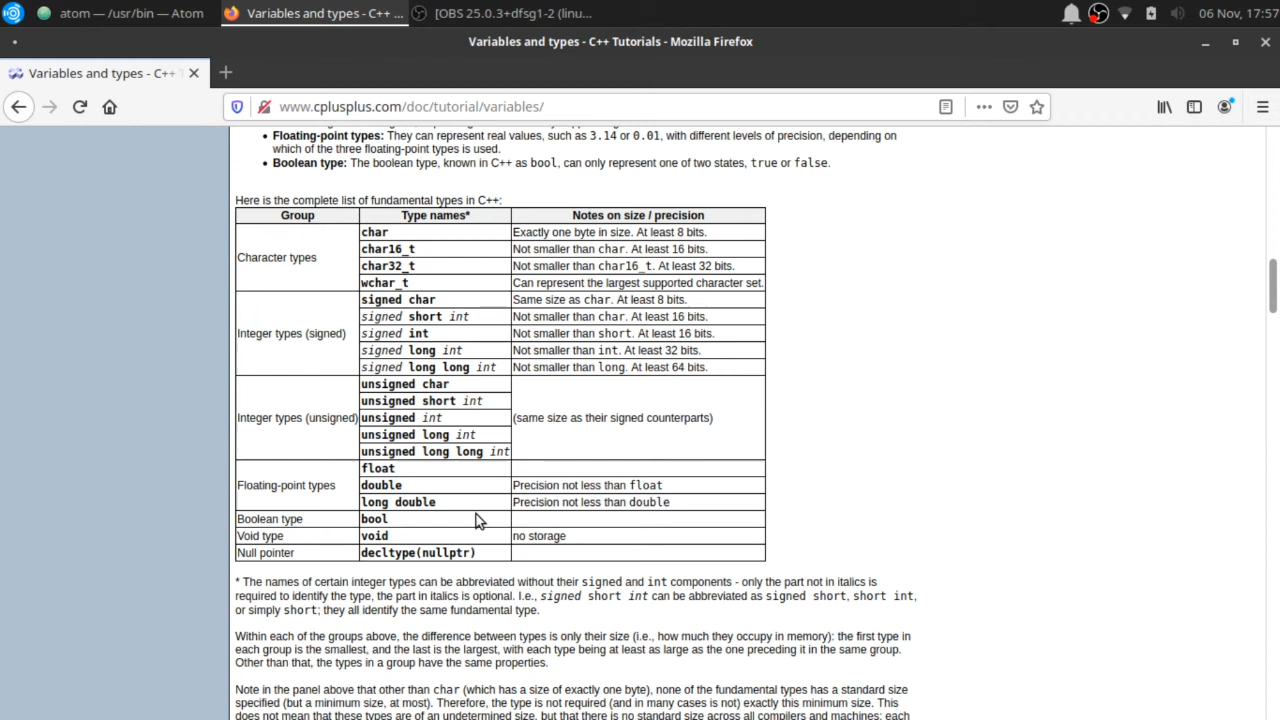 atom — /usr/bin — Atom
Variables and types - C++ ...
[OBS 25.0.3+dfsg1-2 (linu...
06 Nov, 17:57
Variables and types - C++ Tutorials - Mozilla Firefox
Variables and types - C++ T
www.cplusplus.com/doc/tutorial/variables/
Floating-point types: They can represent real values, such as 3.14 or 0.01, with different levels of precision, depending on
which of the three floating-point types is used.
Boolean type: The boolean type, known in C++ as bool, can only represent one of two states, true or false.
Here is the complete list of fundamental types in C++:
Group Type names* Notes on size / precision
Character types
char Exactly one byte in size. At least 8 bits.
char16_t Not smaller than char. At least 16 bits.
char32_t Not smaller than char16_t. At least 32 bits.
wchar_t Can represent the largest supported character set.
Integer types (signed)
signed char Same size as char. At least 8 bits.
signed short int Not smaller than char. At least 16 bits.
signed int Not smaller than short. At least 16 bits.
signed long int Not smaller than int. At least 32 bits.
signed long long int Not smaller than long. At least 64 bits.
Integer types (unsigned)
unsigned char
unsigned short int
unsigned int (same size as their signed counterparts)
unsigned long int
unsigned long long int
Floating-point types
float
double Precision not less than float
long double Precision not less than double
Boolean type bool
Void type void no storage
Null pointer decltype(nullptr)
* The names of certain integer types can be abbreviated without their signed and int components - only the part not in italics is
required to identify the type, the part in italics is optional. I.e., signed short int can be abbreviated as signed short, short int,
or simply short; they all identify the same fundamental type.
Within each of the groups above, the difference between types is only their size (i.e., how much they occupy in memory): the first type in
each group is the smallest, and the last is the largest, with each type being at least as large as the one preceding it in the same group.
Other than that, the types in a group have the same properties.
Note in the panel above that other than char (which has a size of exactly one byte), none of the fundamental types has a standard size
specified (but a minimum size, at most). Therefore, the type is not required (and in many cases is not) exactly this minimum size. This
does not mean that these types are of an undetermined size, but that there is no standard size across all compilers and machines; each